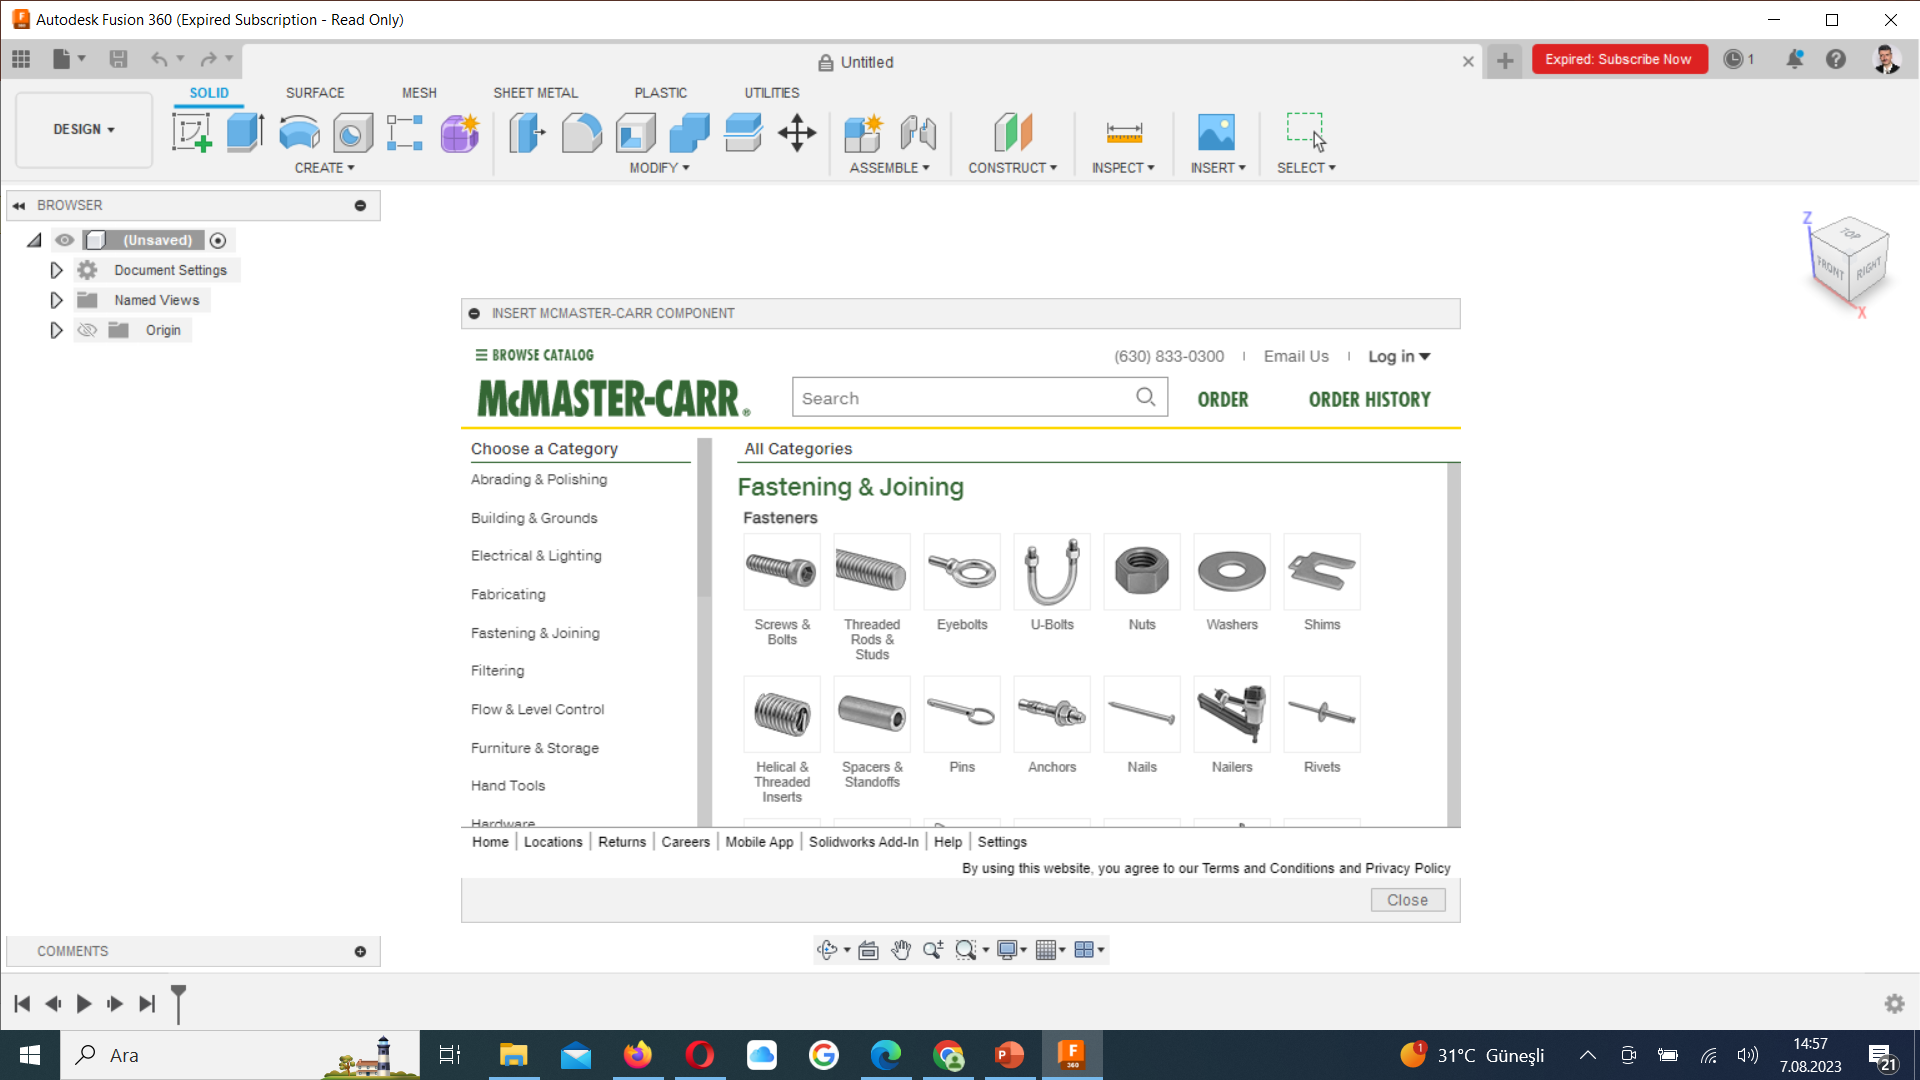 Autodesk Fusion 360 (Expired Subscription - Read Only)
Untitled
Expired: Subscribe Now
1
DESIGN
SOLID
SURFACE
MESH
SHEET METAL
PLASTIC
UTILITIES
CREATE
MODIFY
ASSEMBLE
CONSTRUCT
INSPECT
INSERT
SELECT
BROWSER
(Unsaved)
Document Settings
Named Views
Origin
Z
TOP
FRONT
RIGHT
X
INSERT MCMASTER-CARR COMPONENT
BROWSE CATALOG
(630) 833-0300
Email Us
Log in
McMASTER-CARR®
Search
ORDER
ORDER HISTORY
Choose a Category
Abrading & Polishing
Building & Grounds
Electrical & Lighting
Fabricating
Fastening & Joining
Filtering
Flow & Level Control
Furniture & Storage
Hand Tools
Hardware
All Categories
Fastening & Joining
Fasteners
Screws &
Bolts
Threaded
Rods &
Studs
Eyebolts
U-Bolts
Nuts
Washers
Shims
Helical &
Threaded
Inserts
Spacers &
Standoffs
Pins
Anchors
Nails
Nailers
Rivets
Home | Locations | Returns | Careers | Mobile App | Solidworks Add-In | Help | Settings
By using this website, you agree to our Terms and Conditions and Privacy Policy
Close
COMMENTS
Ara
1
31°C Güneşli
14:57
7.08.2023
21